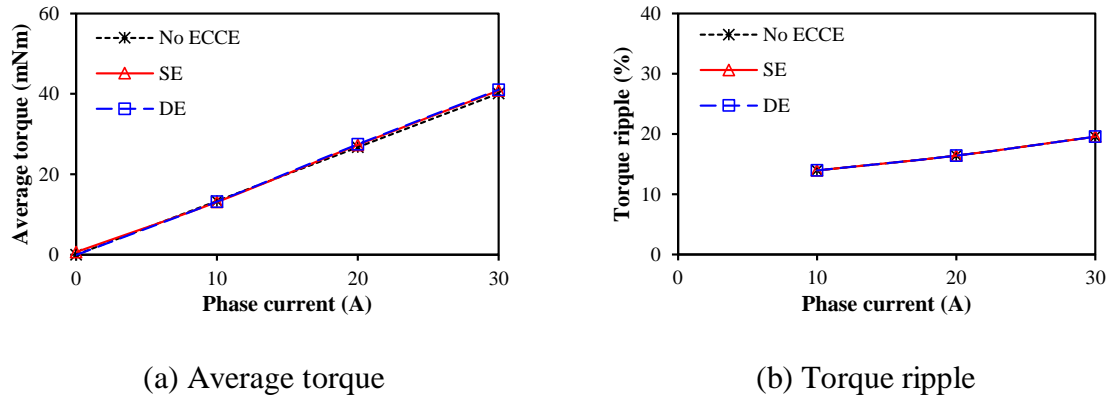 60
40
20
0
0
10
20
30
Average torque (mNm)
Phase current (A)
No ECCE
SE
DE
(a) Average torque
40
30
20
10
0
0
10
20
30
Torque ripple (%)
Phase current (A)
No ECCE
SE
DE
(b) Torque ripple